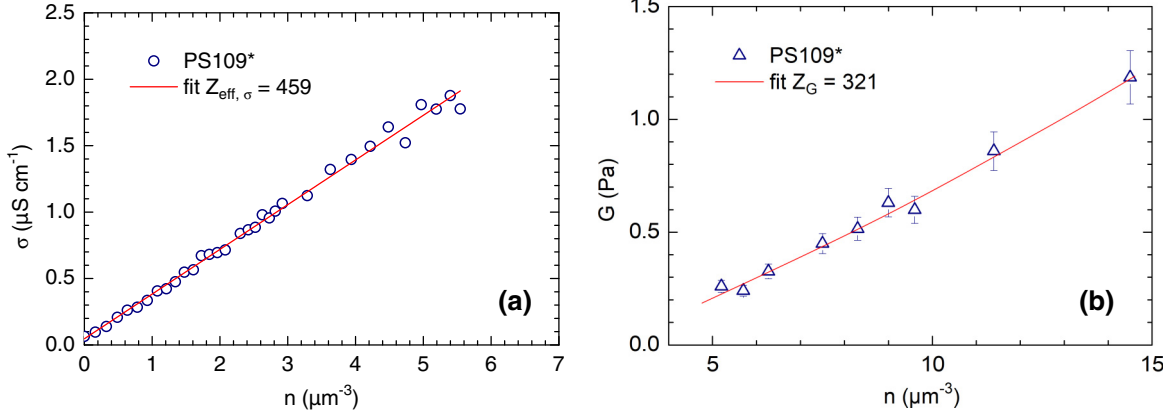 2.5
2.0
1.5
1.0
0.5
0.0
0 1 2 3 4 5 6 7
σ (µS cm⁻¹)
n (µm⁻³)
PS109*
fit Z_eff, σ = 459
(a)
1.5
1.0
0.5
0.0
5 10 15
G (Pa)
n (µm⁻³)
PS109*
fit Z_G = 321
(b)